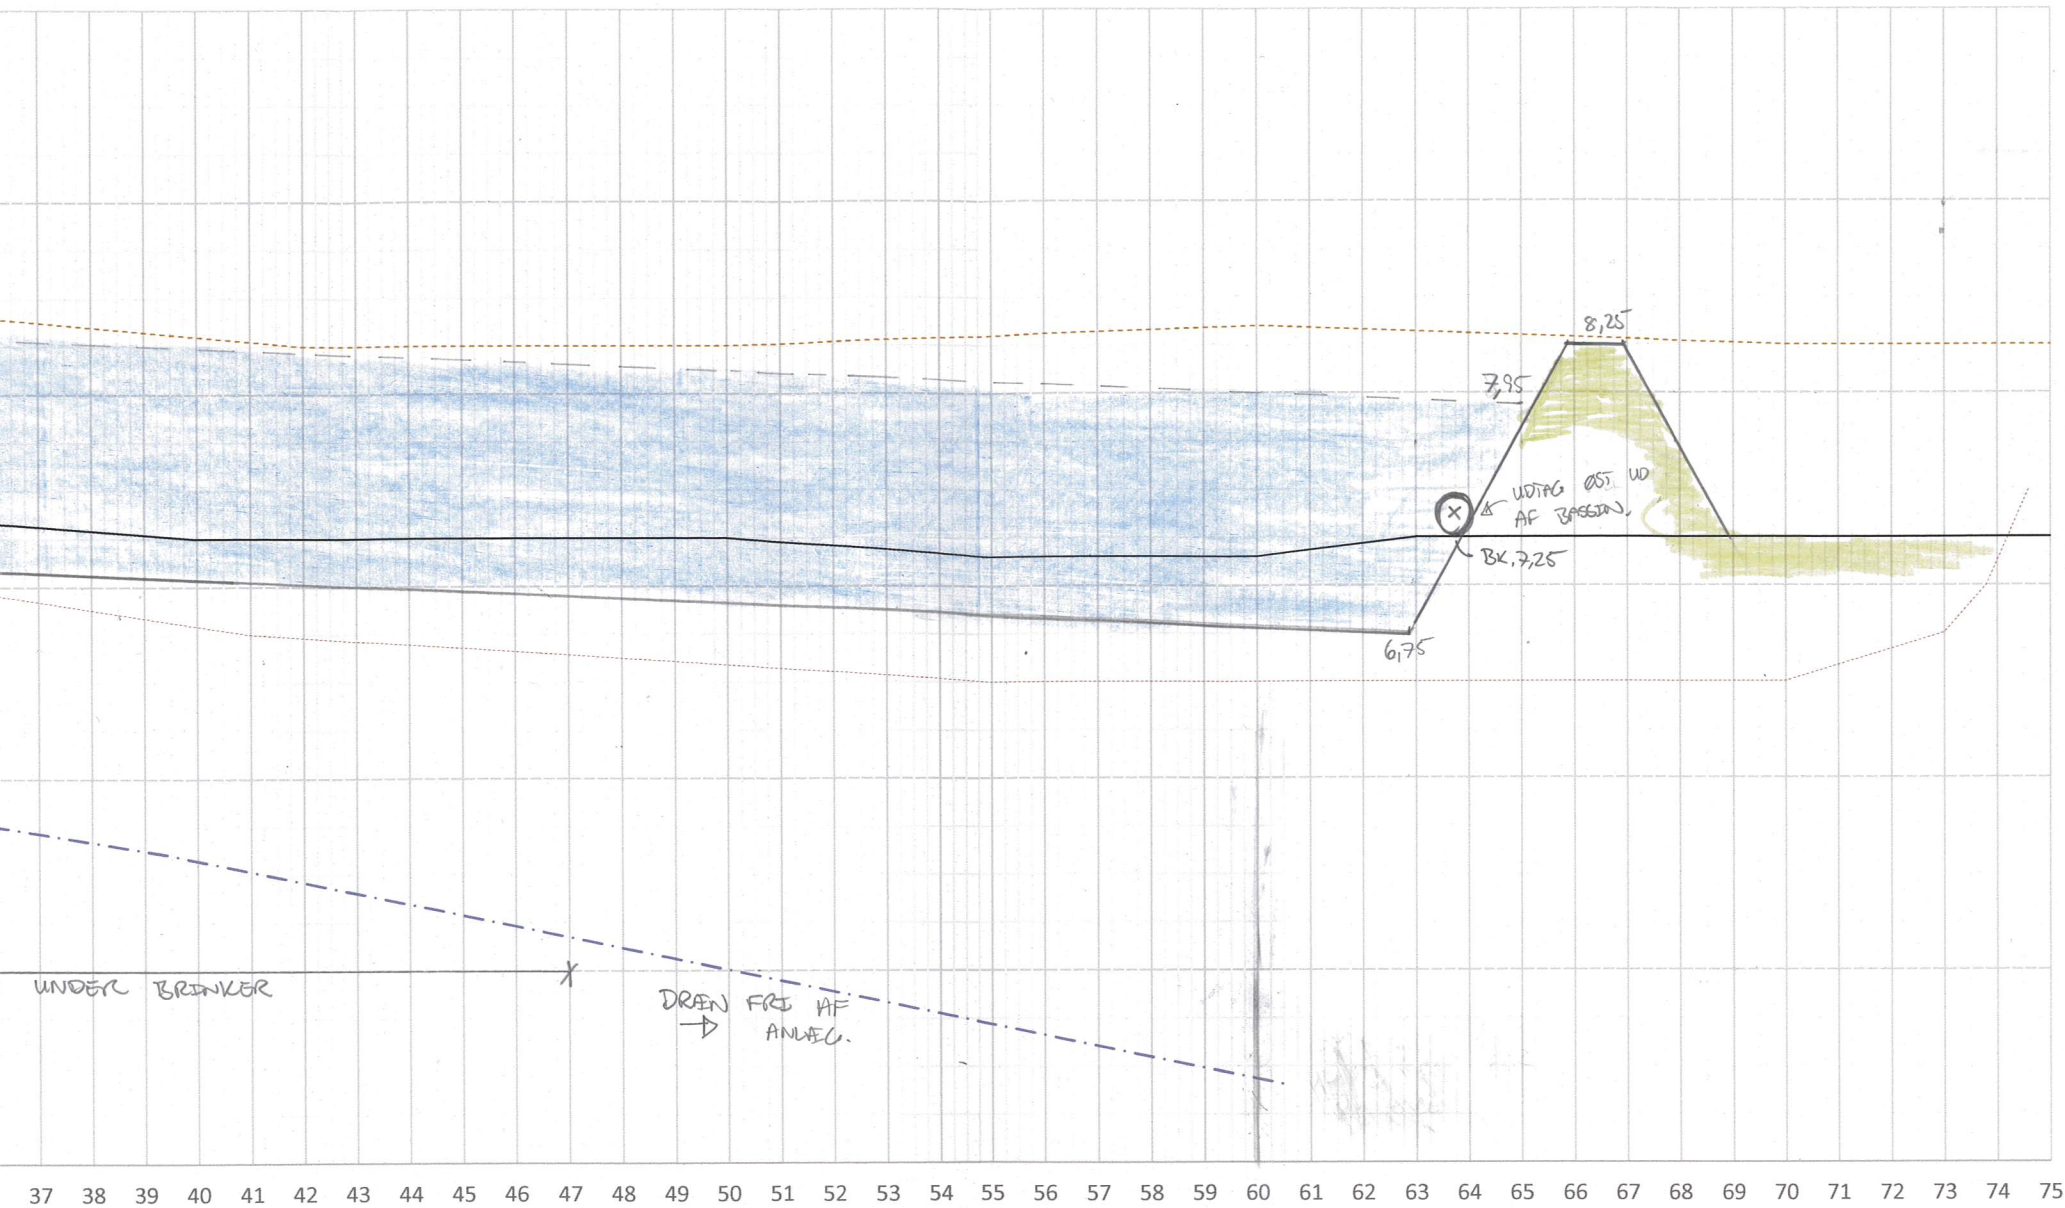 8,25
7,95
UDTAG ØST UD
AF BASSIN.
BK. 7,25
6,75
UNDER BRINKER
DRÆN FRI AF
ANLÆG.
37 38 39 40 41 42 43 44 45 46 47 48 49 50 51 52 53 54 55 56 57 58 59 60 61 62 63 64 65 66 67 68 69 70 71 72 73 74 75